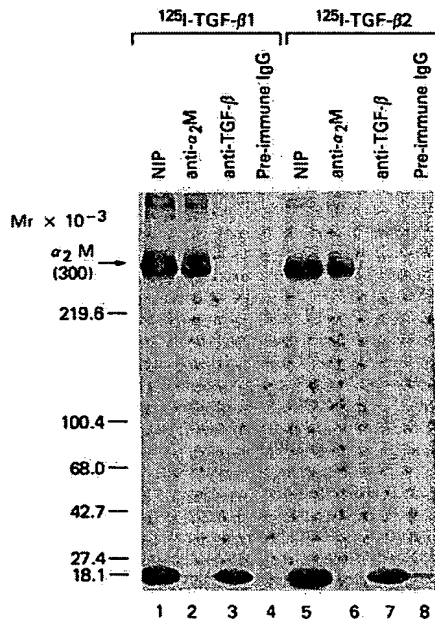 ¹²⁵I-TGF-β1 ¹²⁵I-TGF-β2
NIP anti-α₂M anti-TGF-β Pre-immune IgG NIP anti-α₂M anti-TGF-β Pre-immune IgG
Mr × 10⁻³
α₂ M
(300)
219.6
100.4
68.0
42.7
27.4
18.1
1 2 3 4 5 6 7 8